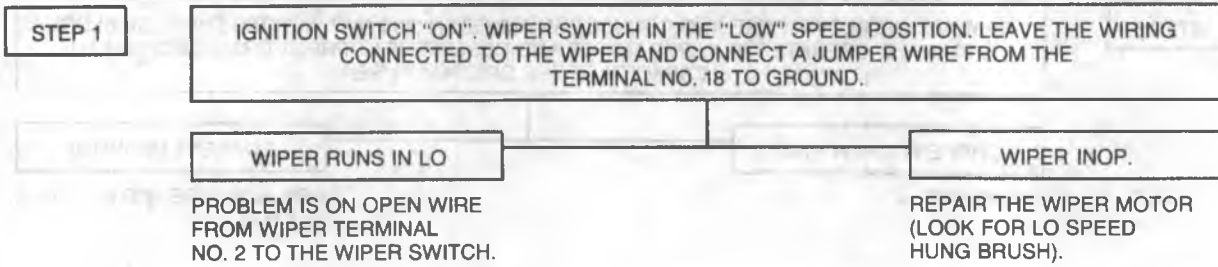 STEP 1
IGNITION SWITCH "ON". WIPER SWITCH IN THE "LOW" SPEED POSITION. LEAVE THE WIRING
CONNECTED TO THE WIPER AND CONNECT A JUMPER WIRE FROM THE
TERMINAL NO. 18 TO GROUND.
WIPER RUNS IN LO
WIPER INOP.
PROBLEM IS ON OPEN WIRE
FROM WIPER TERMINAL
NO. 2 TO THE WIPER SWITCH.
REPAIR THE WIPER MOTOR
(LOOK FOR LO SPEED
HUNG BRUSH).